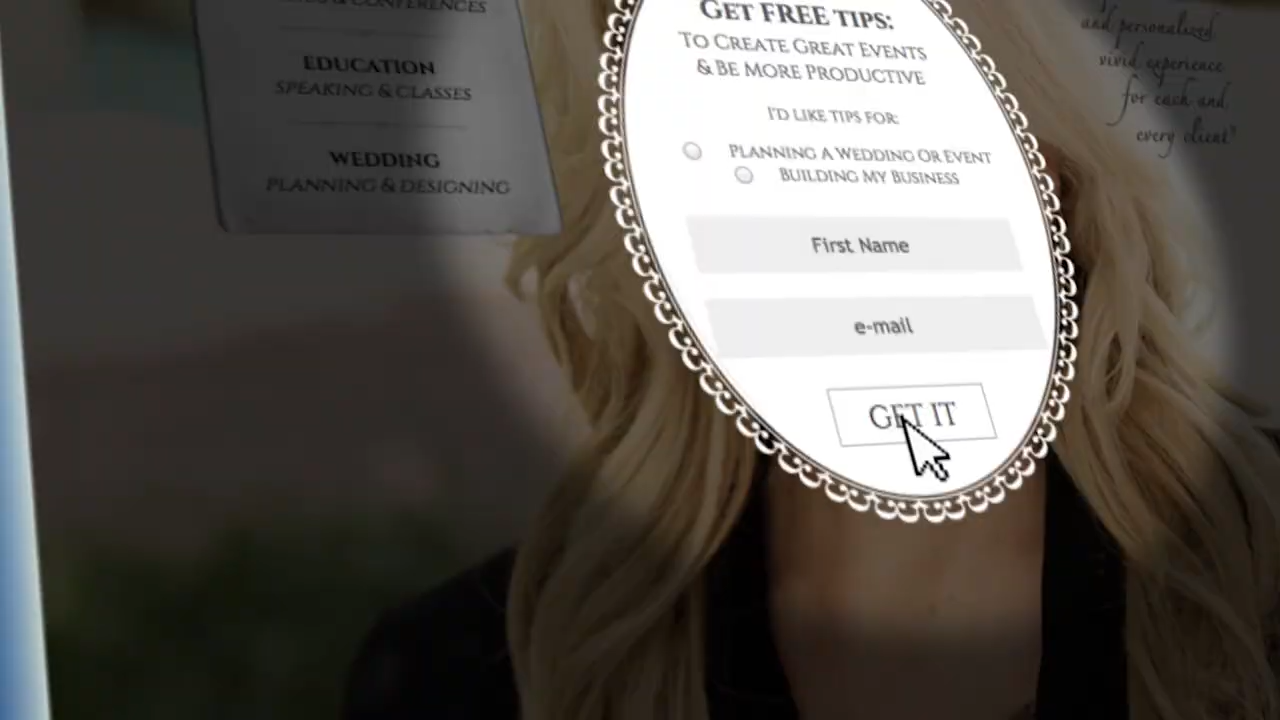 & CONFERENCES
EDUCATION
SPEAKING & CLASSES
WEDDING
PLANNING & DESIGNING
GET FREE TIPS:
TO CREATE GREAT EVENTS
& BE MORE PRODUCTIVE
I'D LIKE TIPS FOR:
PLANNING A WEDDING OR EVENT
BUILDING MY BUSINESS
First Name
e-mail
GET IT
and personalized
vivid experience
for each and
every client"